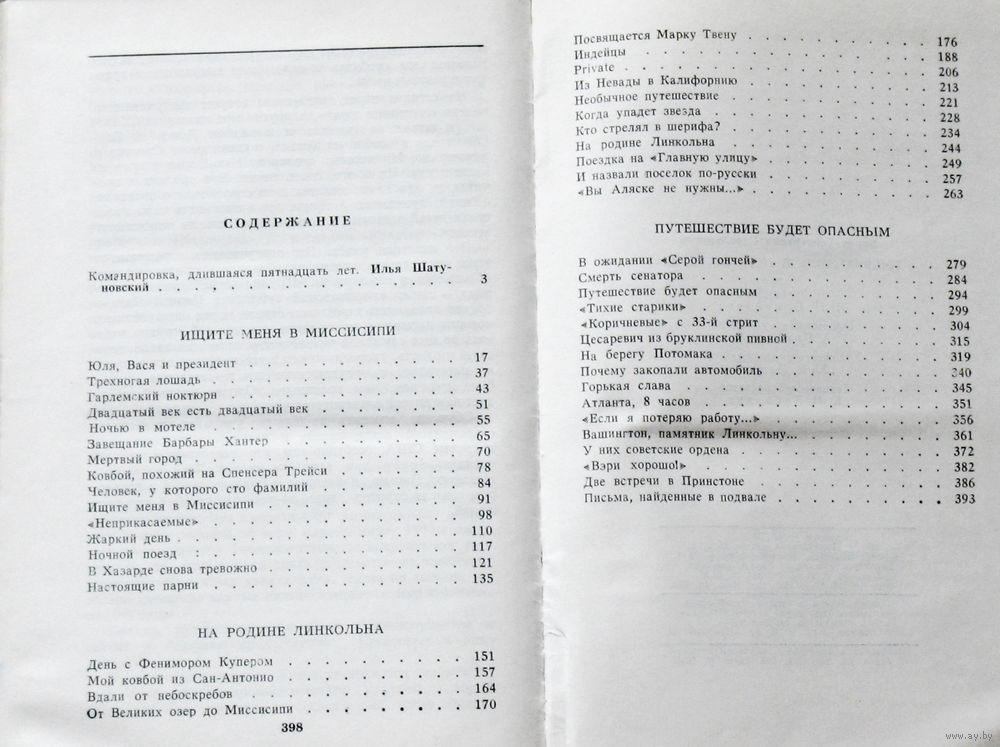 СОДЕРЖАНИЕ
Командировка, длившаяся пятнадцать лет. Илья Шату-
новский . . . . . . . . . . . . . . . . 3
ИЩИТЕ МЕНЯ В МИССИСИПИ
Юля, Вася и президент . . . . . . . . . . . 17
Трехногая лошадь . . . . . . . . . . . . 37
Гарлемский ноктюрн . . . . . . . . . . . 43
Двадцатый век есть двадцатый век . . . . . . . 51
Ночью в мотеле . . . . . . . . . . . . 55
Завещание Барбары Хантер . . . . . . . . . 65
Мертвый город . . . . . . . . . . . . . 70
Ковбой, похожий на Спенсера Трейси . . . . . . 78
Человек, у которого сто фамилий . . . . . . . 84
Ищите меня в Миссисипи . . . . . . . . . . 91
«Неприкасаемые» . . . . . . . . . . . . 98
Жаркий день . . . . . . . . . . . . . 110
Ночной поезд : . . . . . . . . . . . . 117
В Хазарде снова тревожно . . . . . . . . . 121
Настоящие парни . . . . . . . . . . . . 135
НА РОДИНЕ ЛИНКОЛЬНА
День с Фенимором Купером . . . . . . . . . 151
Мой ковбой из Сан-Антонио . . . . . . . . . 157
Вдали от небоскребов . . . . . . . . . . . 164
От Великих озер до Миссисипи . . . . . . . . 170
398
Посвящается Марку Твену . . . . . . . . . . 176
Индейцы . . . . . . . . . . . . . . 188
Private . . . . . . . . . . . . . . . 206
Из Невады в Калифорнию . . . . . . . . . . 213
Необычное путешествие . . . . . . . . . . 221
Когда упадет звезда . . . . . . . . . . . 228
Кто стрелял в шерифа? . . . . . . . . . . 234
На родине Линкольна . . . . . . . . . . . 244
Поездка на «Главную улицу» . . . . . . . . . 249
И назвали поселок по-русски . . . . . . . . 257
«Вы Аляске не нужны...» . . . . . . . . . . 263
ПУТЕШЕСТВИЕ БУДЕТ ОПАСНЫМ
В ожидании «Серой гончей» . . . . . . . . . 279
Смерть сенатора . . . . . . . . . . . . 284
Путешествие будет опасным . . . . . . . . . 294
«Тихие старики» . . . . . . . . . . . . 299
«Коричневые» с 33-й стрит . . . . . . . . . 304
Цесаревич из бруклинской пивной . . . . . . . 315
На берегу Потомака . . . . . . . . . . . 319
Почему закопали автомобиль . . . . . . . . 340
Горькая слава . . . . . . . . . . . . . 345
Атланта, 8 часов . . . . . . . . . . . . 351
«Если я потеряю работу...» . . . . . . . . . 356
Вашингтон, памятник Линкольну... . . . . . . . 361
У них советские ордена . . . . . . . . . . 372
«Вэри хорошо!» . . . . . . . . . . . . 382
Две встречи в Принстоне . . . . . . . . . . 386
Письма, найденные в подвале . . . . . . . . 393
© www.ay.by